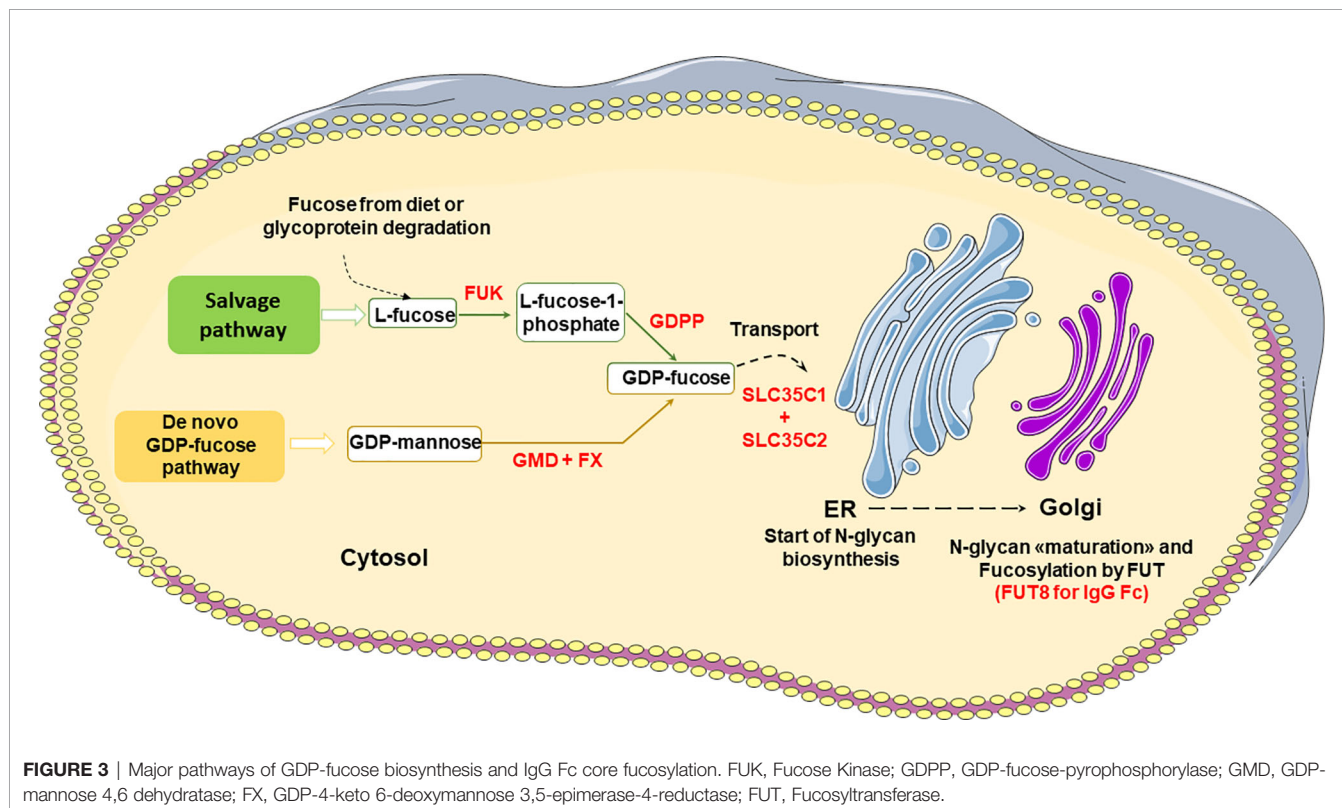 Fucose from diet or
glycoprotein degradation
Salvage
pathway
L-fucose
FUK
L-fucose-1-
phosphate
GDPP
GDP-fucose
Transport
SLC35C1
+
SLC35C2
De novo
GDP-fucose
pathway
GDP-mannose
GMD + FX
Cytosol
ER
Start of N-glycan
biosynthesis
Golgi
N-glycan «maturation» and
Fucosylation by FUT
(FUT8 for IgG Fc)
FIGURE 3 | Major pathways of GDP-fucose biosynthesis and IgG Fc core fucosylation. FUK, Fucose Kinase; GDPP, GDP-fucose-pyrophosphorylase; GMD, GDP-
mannose 4,6 dehydratase; FX, GDP-4-keto 6-deoxymannose 3,5-epimerase-4-reductase; FUT, Fucosyltransferase.